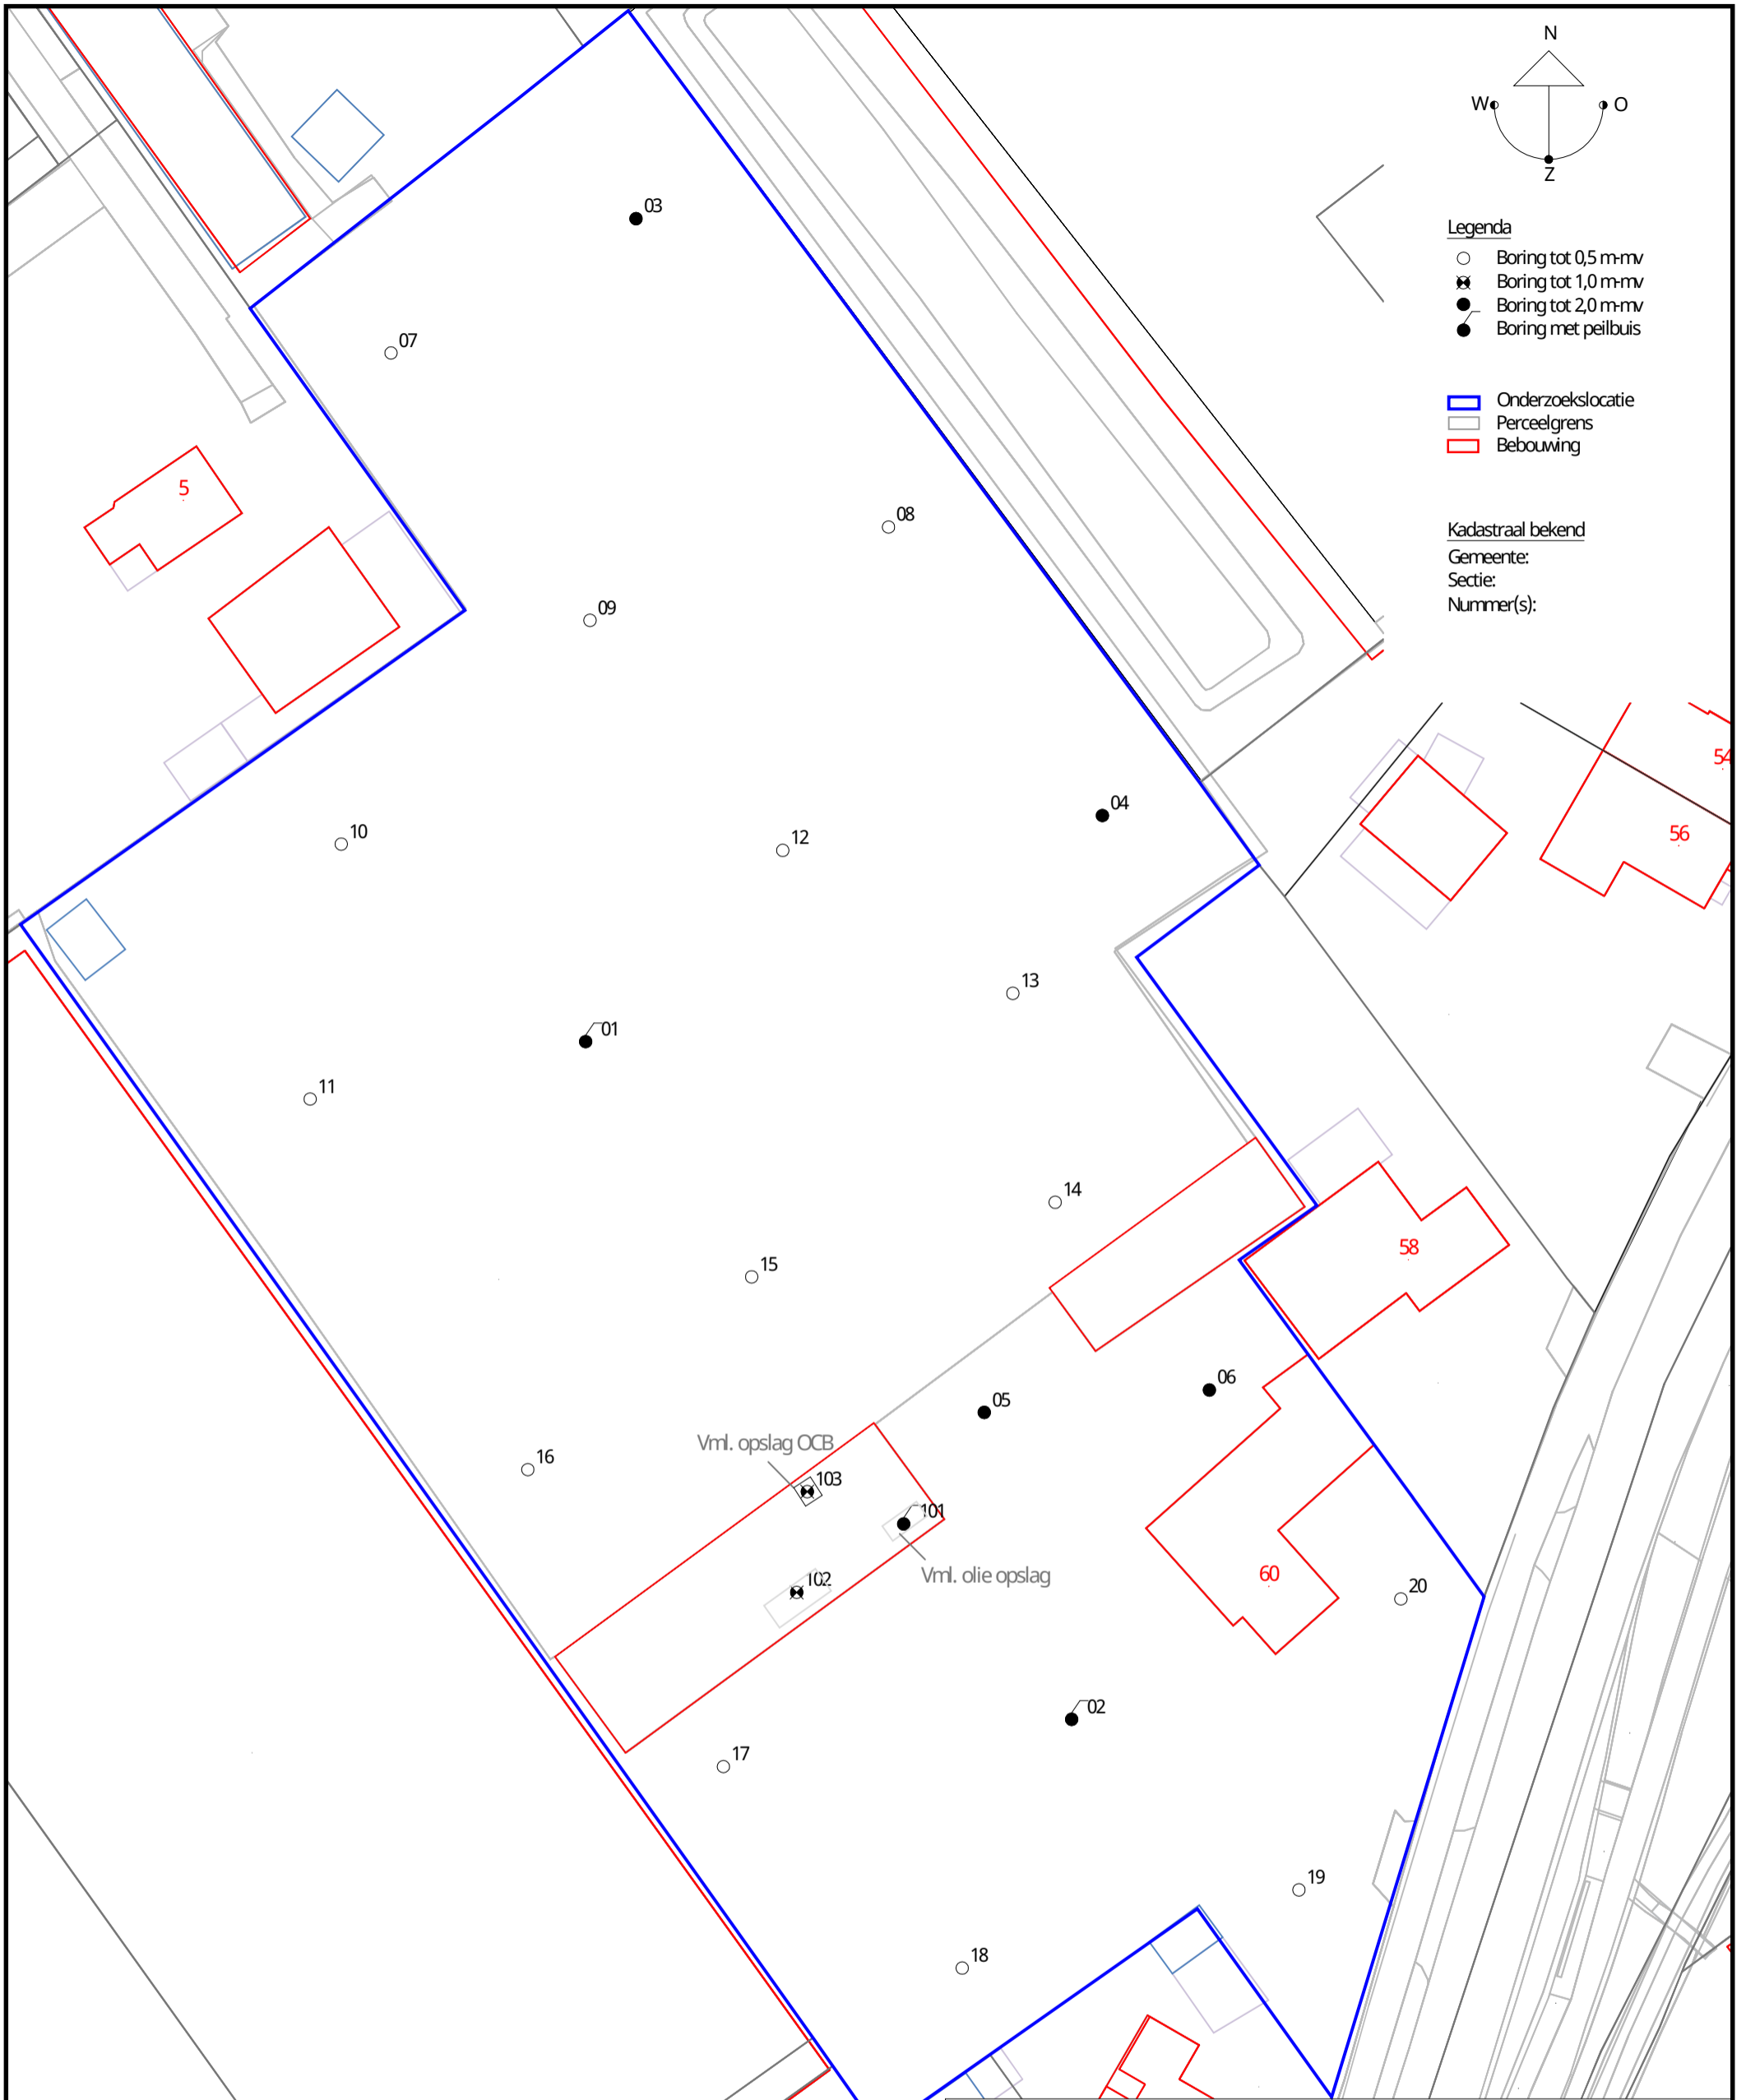 N
W
O
Z
Legenda
Boring tot 0,5 m-mv
Boring tot 1,0 m-mv
Boring tot 2,0 m-mv
Boring met peilbuis
Onderzoekslocatie
Perceelgrens
Bebouwing
Kadastraal bekend
Gemeente:
Sectie:
Nummer(s):
03
07
5
08
09
04
10
12
54
56
13
01
11
14
58
15
06
05
Vml. opslag OCB
16
103
101
Vml. olie opslag
102
60
20
02
17
19
18